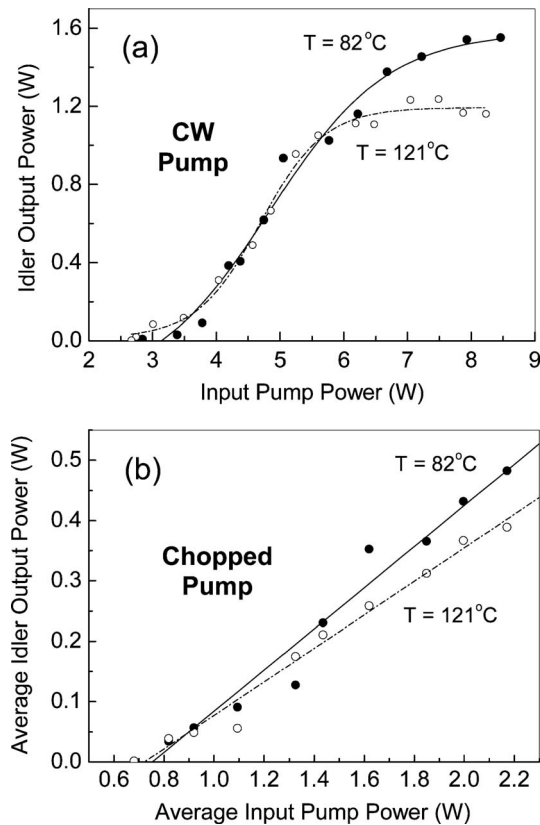 (a)
T = 82°C
CW
Pump
T = 121°C
Idler Output Power (W)
1.6
1.2
0.8
0.4
0.0
2 3 4 5 6 7 8 9
Input Pump Power (W)
(b)
T = 82°C
Chopped
Pump
T = 121°C
Average Idler Output Power (W)
0.5
0.4
0.3
0.2
0.1
0.0
0.6 0.8 1.0 1.2 1.4 1.6 1.8 2.0 2.2
Average Input Pump Power (W)